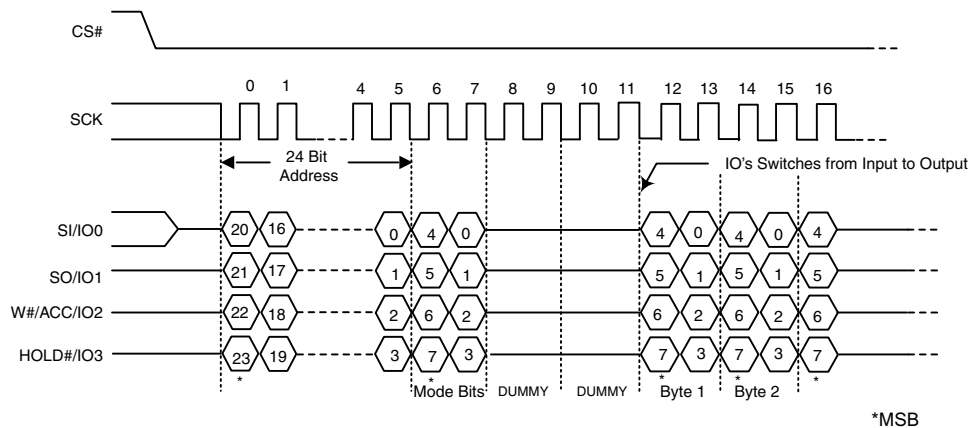 CS#
0 1 4 5 6 7 8 9 10 11 12 13 14 15 16
SCK
24 Bit
Address
IO's Switches from Input to Output
SI/IO0 20 16 0 4 0 4 0 4 0 4
SO/IO1 21 17 1 5 1 5 1 5 1 5
W#/ACC/IO2 22 18 2 6 2 6 2 6 2 6
HOLD#/IO3 23 19 3 7 3 7 3 7 3 7
* * * * *
Mode Bits DUMMY DUMMY Byte 1 Byte 2
*MSB